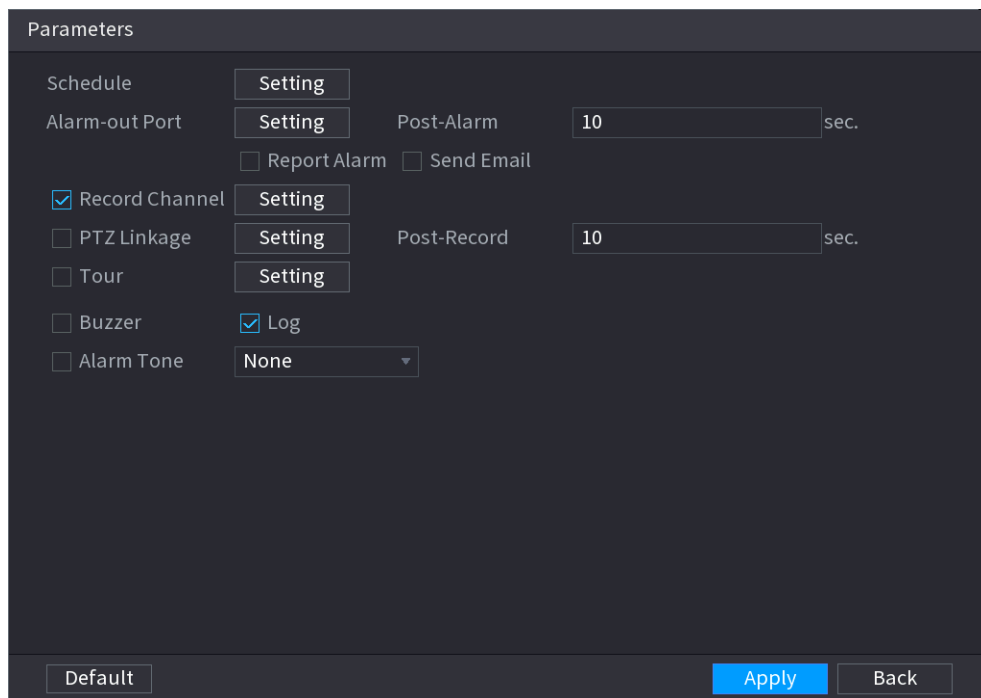 Parameters
Schedule Setting
Alarm-out Port Setting Post-Alarm 10 sec.
Report Alarm Send Email
Record Channel Setting
PTZ Linkage Setting Post-Record 10 sec.
Tour Setting
Buzzer Log
Alarm Tone None
Default Apply Back